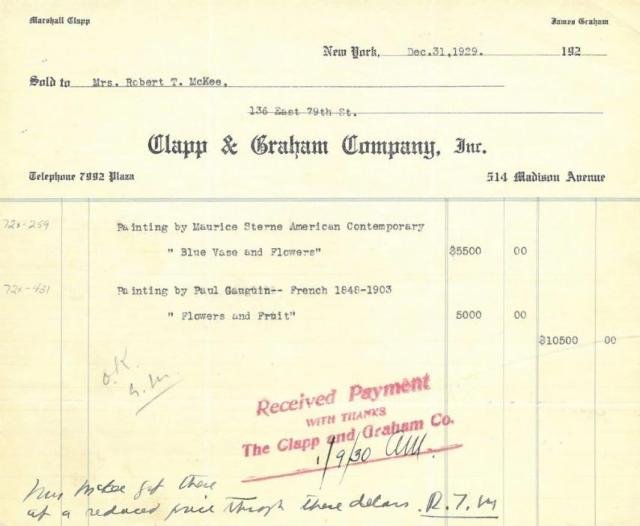 Marshall Clapp James Graham
New York, Dec.31,1929. 192
Sold to Mrs. Robert T. McKee,
136 East 79th St.
Clapp & Graham Company, Inc.
Telephone 7992 Plaza 514 Madison Avenue
72x-259 Painting by Maurice Sterne American Contemporary
" Blue Vase and Flowers" $5500 00
72x-431 Painting by Paul Gauguin-- French 1848-1903
" Flowers and Fruit" 5000 00
$10500 00
O.K.
Received Payment
WITH THANKS
The Clapp and Graham Co.
1/9/30
Mrs McKee got these
at a reduced price through these dealers. R.T.M